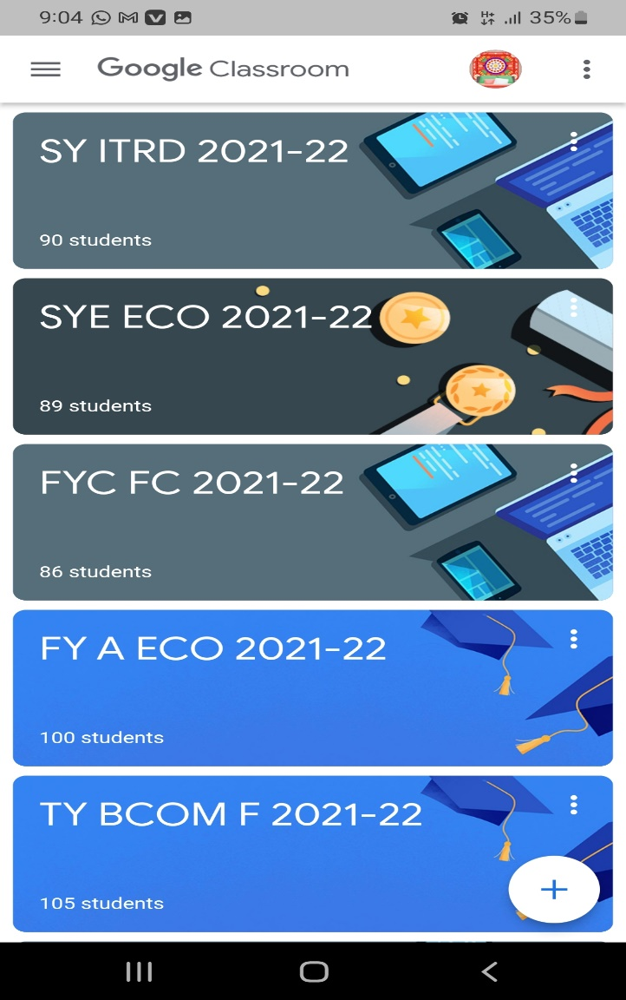 9:04
35%
Google Classroom
SY ITRD 2021-22
90 students
SYE ECO 2021-22
89 students
FYC FC 2021-22
86 students
FY A ECO 2021-22
100 students
TY BCOM F 2021-22
105 students